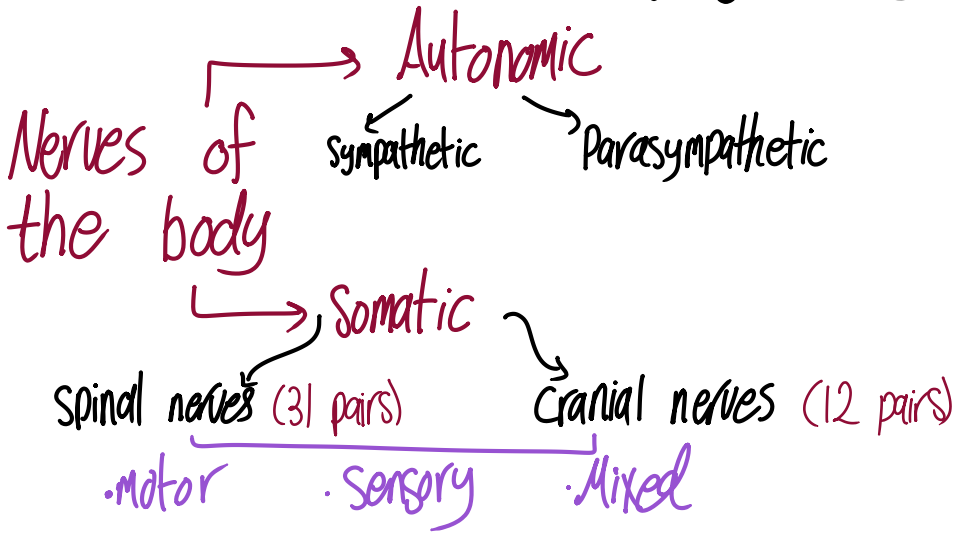 Autonomic
Nerves of
the body
Sympathetic
Parasympathetic
Somatic
Spinal nerves (31 pairs)
Cranial nerves (12 pairs)
.motor
. Sensory
.Mixed